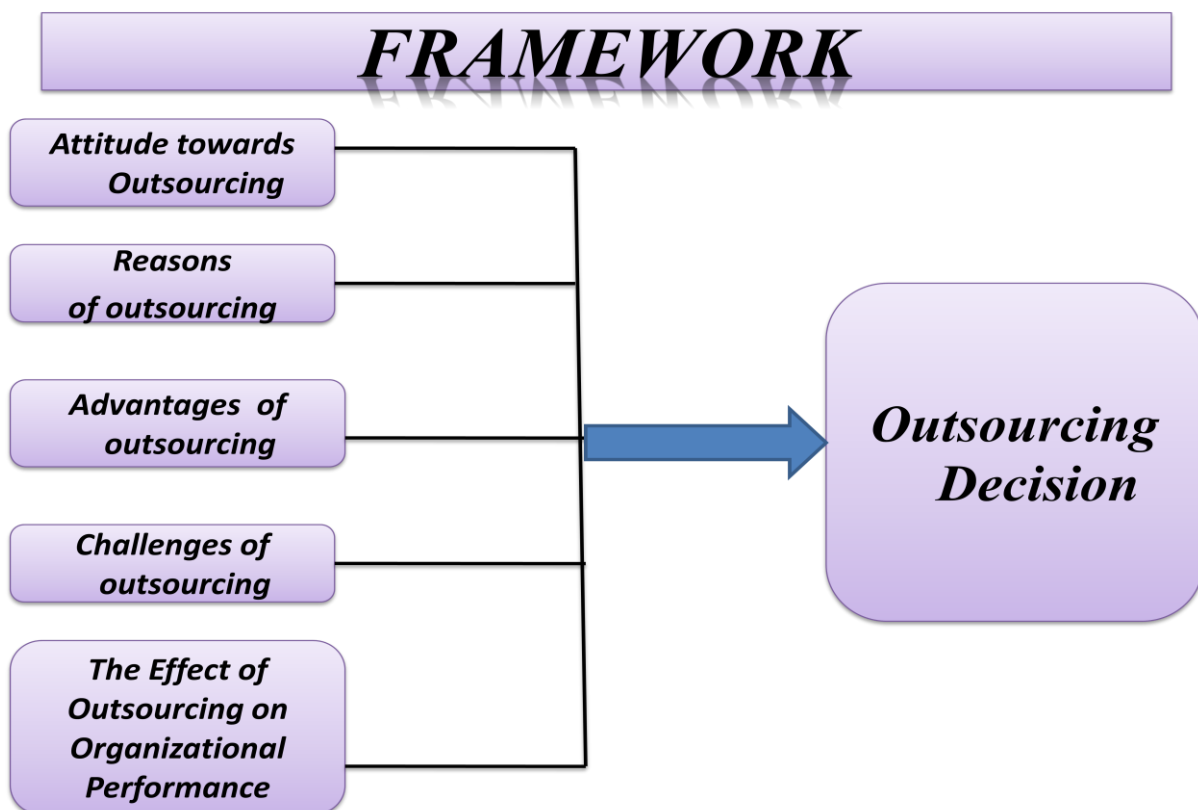 FRAMEWORK
Attitude towards
Outsourcing
Reasons
of outsourcing
Advantages of
outsourcing
Challenges of
outsourcing
The Effect of
Outsourcing on
Organizational
Performance
Outsourcing
Decision